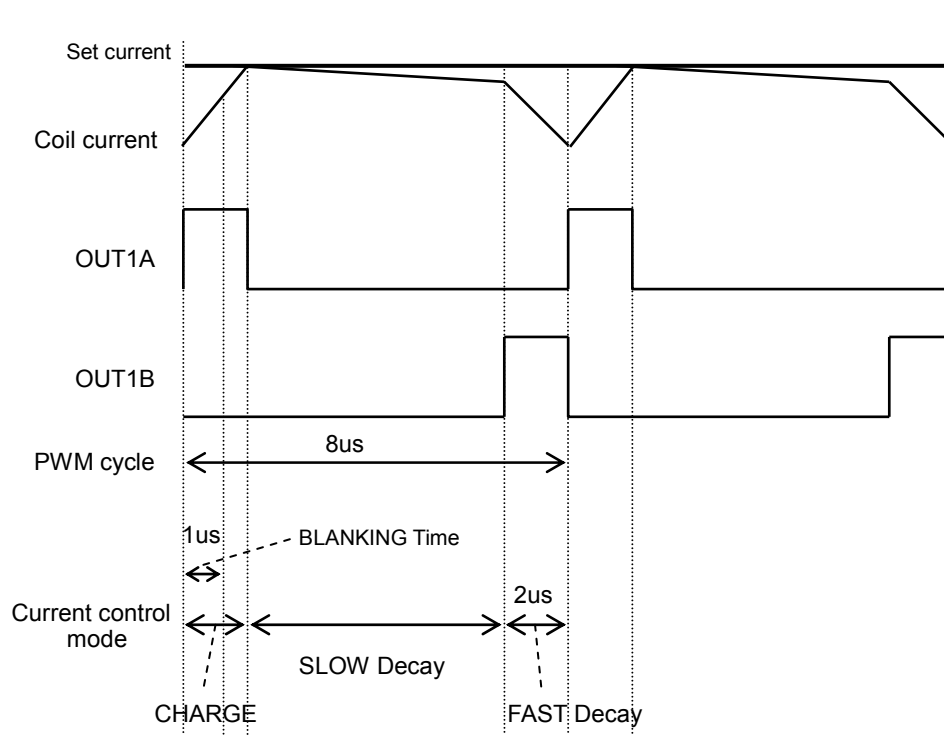 Set current
Coil current
OUT1A
OUT1B
8us
PWM cycle
1us
BLANKING Time
2us
Current control
mode
SLOW Decay
CHARGE
FAST Decay